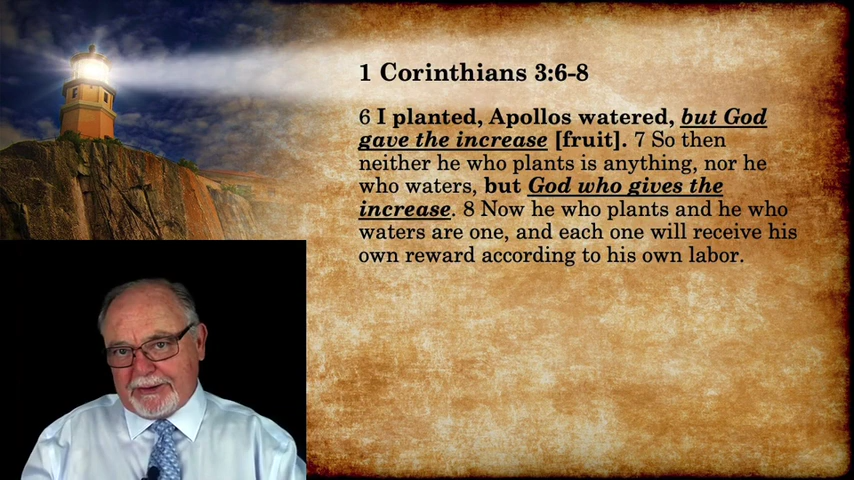 1 Corinthians 3:6-8
6 I planted, Apollos watered, but God
gave the increase [fruit]. 7 So then
neither he who plants is anything, nor he
who waters, but God who gives the
increase. 8 Now he who plants and he who
waters are one, and each one will receive his
own reward according to his own labor.